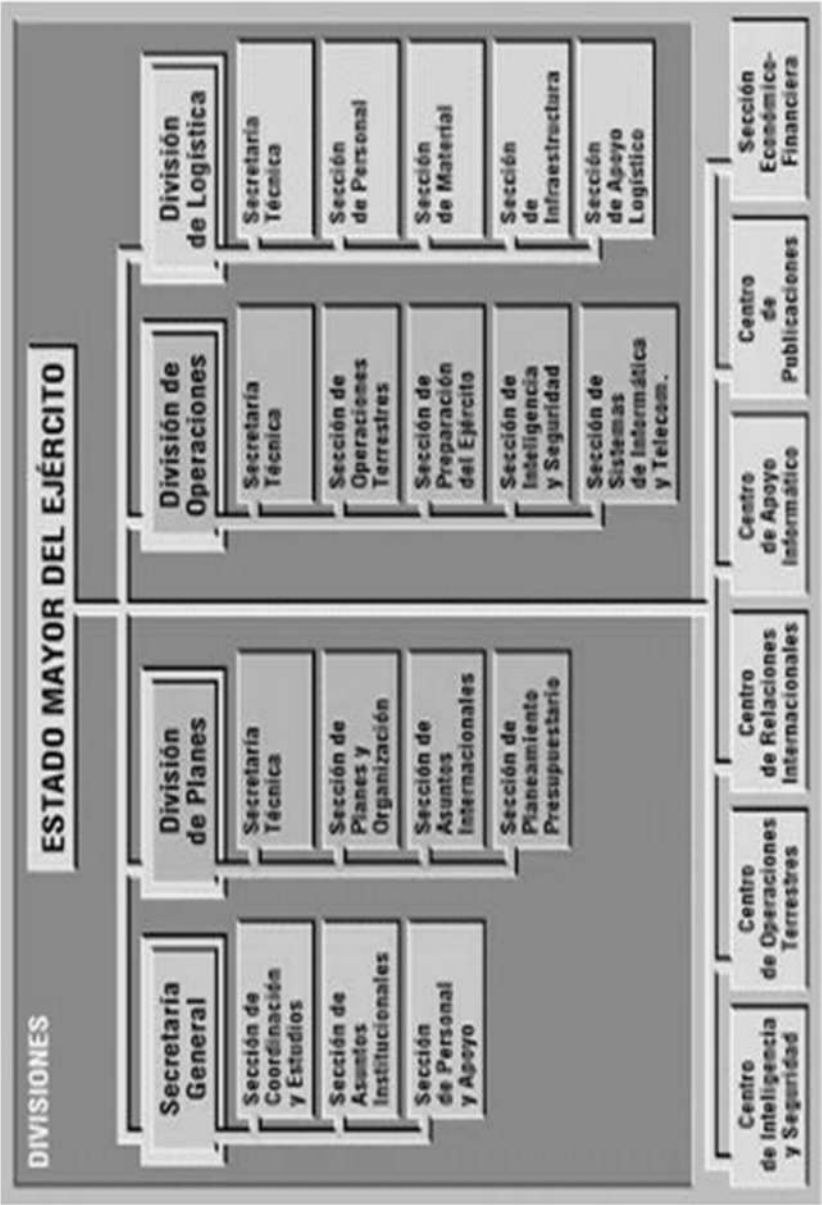 ESTADO MAYOR DEL EJÉRCITO
DIVISIONES
Secretaría
General
Sección de
Coordinación
y Estudios
Sección de
Asuntos
Institucionales
Sección
de Personal
y Apoyo
División
de Planes
Secretaría
Técnica
Sección de
Planes y
Organización
Sección de
Asuntos
Internacionales
Sección de
Planeamiento
Presupuestario
División de
Operaciones
Secretaría
Técnica
Sección de
Operaciones
Terrestres
Sección de
Preparación
del Ejército
Sección de
Inteligencia
y Seguridad
Sección de
Sistemas
de Informática
y Telecom.
División
de Logística
Secretaría
Técnica
Sección
de Personal
Sección
de Material
Sección
de
Infraestructura
Sección
de Apoyo
Logístico
Centro
de Inteligencia
y Seguridad
Centro
de Operaciones
Terrestres
Centro
de Relaciones
Internacionales
Centro
de Apoyo
Informático
Centro
de
Publicaciones
Sección
Económico-
Financiera